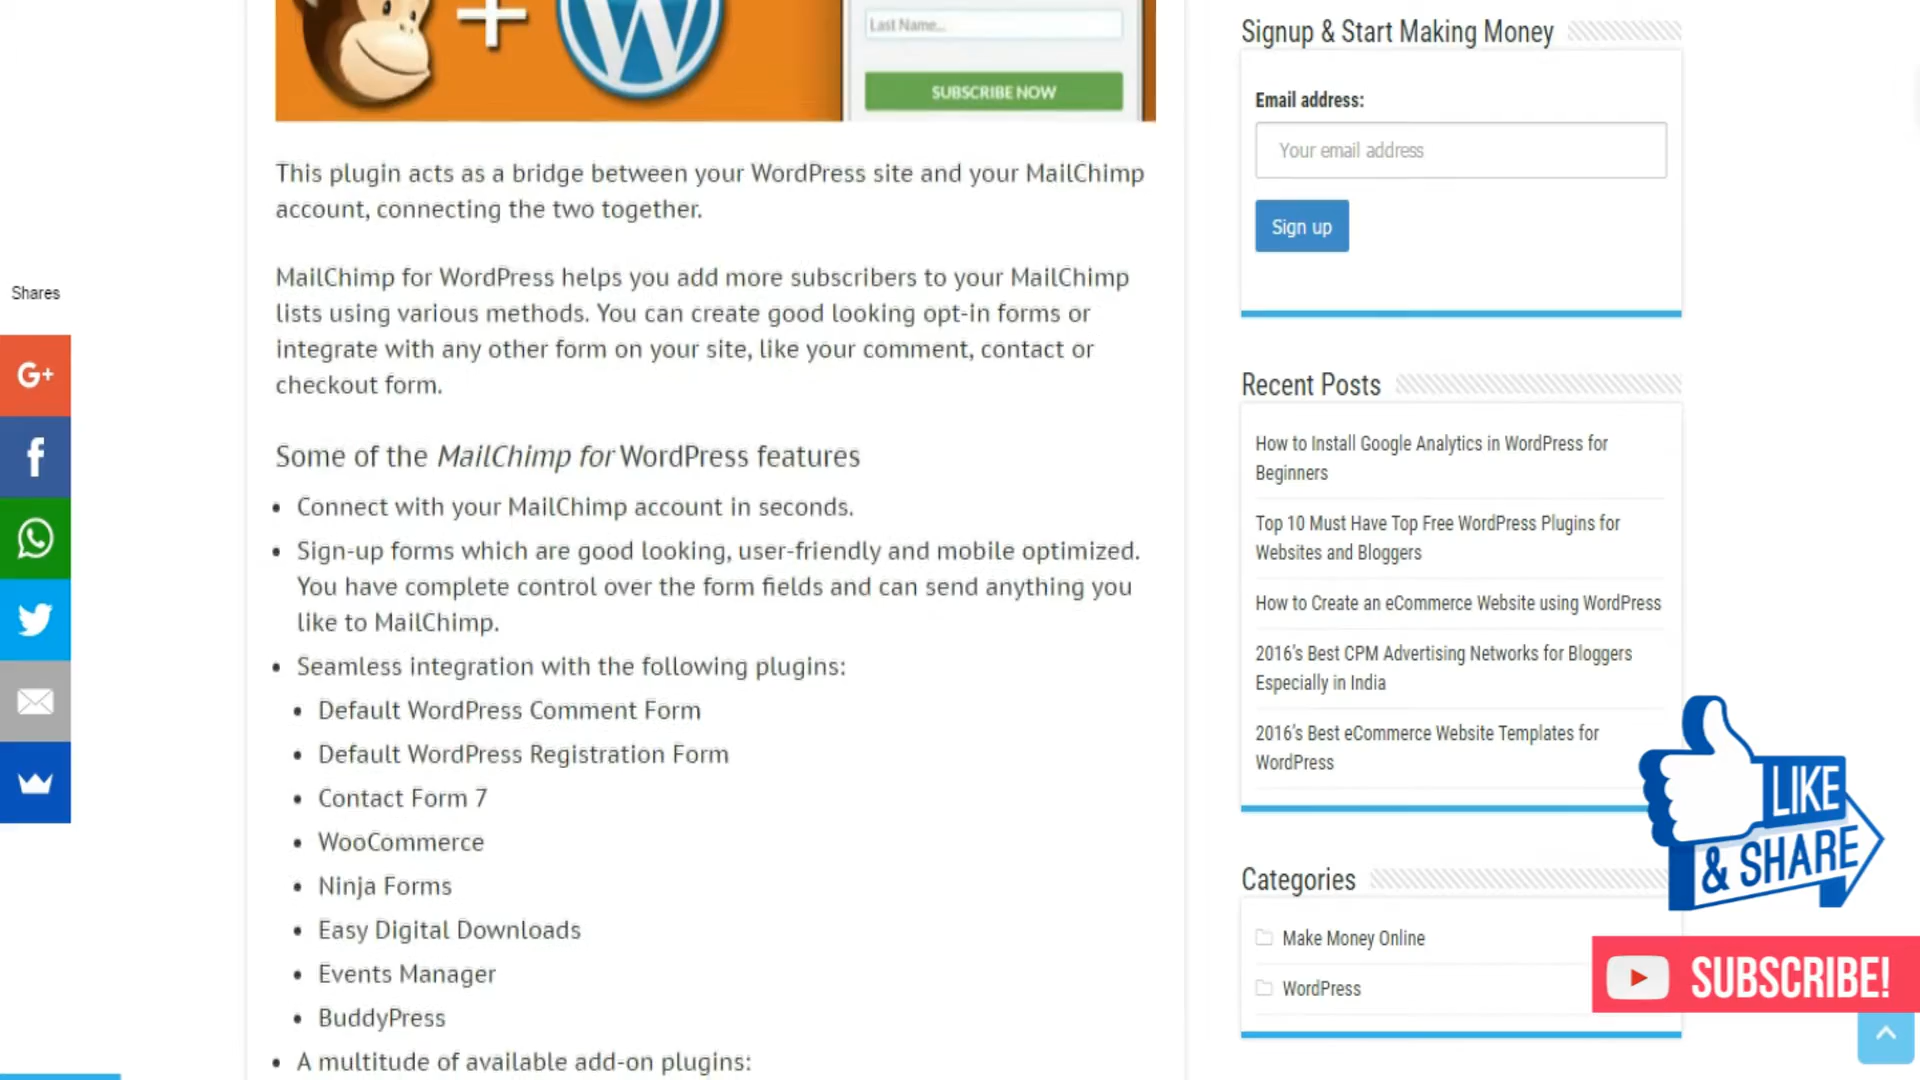 Last Name...
SUBSCRIBE NOW
This plugin acts as a bridge between your WordPress site and your MailChimp
account, connecting the two together.
MailChimp for WordPress helps you add more subscribers to your MailChimp
lists using various methods. You can create good looking opt-in forms or
integrate with any other form on your site, like your comment, contact or
checkout form.
Some of the MailChimp for WordPress features
Connect with your MailChimp account in seconds.
Sign-up forms which are good looking, user-friendly and mobile optimized.
You have complete control over the form fields and can send anything you
like to MailChimp.
Seamless integration with the following plugins:
Default WordPress Comment Form
Default WordPress Registration Form
Contact Form 7
WooCommerce
Ninja Forms
Easy Digital Downloads
Events Manager
BuddyPress
A multitude of available add-on plugins:
Shares
G+
Signup & Start Making Money
Email address:
Your email address
Sign up
Recent Posts
How to Install Google Analytics in WordPress for
Beginners
Top 10 Must Have Top Free WordPress Plugins for
Websites and Bloggers
How to Create an eCommerce Website using WordPress
2016's Best CPM Advertising Networks for Bloggers
Especially in India
2016's Best eCommerce Website Templates for
WordPress
Categories
Make Money Online
WordPress
LIKE
& SHARE
SUBSCRIBE!